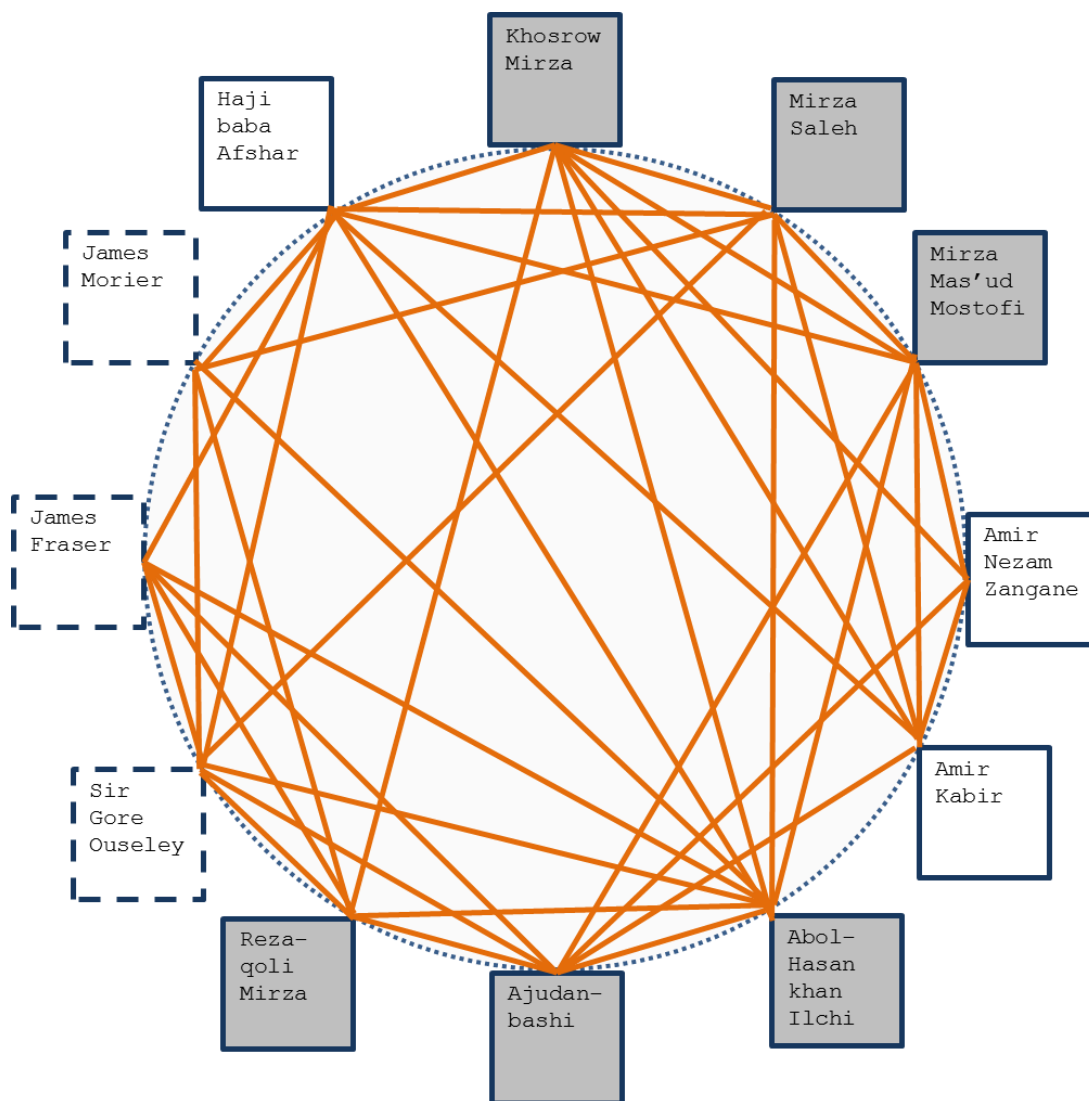 Khosrow
Mirza
Mirza
Saleh
Mirza
Mas’ud
Mostofi
Amir
Nezam
Zangane
Amir
Kabir
Abol-
Hasan
khan
Ilchi
Ajudan-
bashi
Reza-
qoli
Mirza
Sir
Gore
Ouseley
James
Fraser
James
Morier
Haji
baba
Afshar